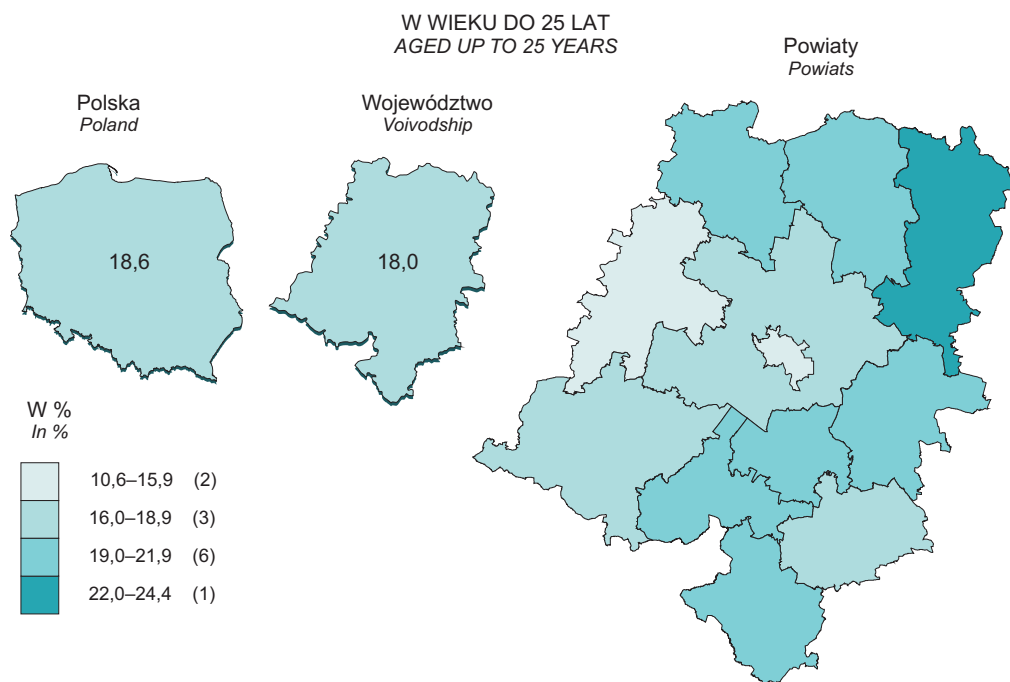 W WIEKU DO 25 LAT
AGED UP TO 25 YEARS
Polska
Poland
Województwo
Voivodship
Powiaty
Powiats
18,6
18,0
W %
In %
10,6–15,9 (2)
16,0–18,9 (3)
19,0–21,9 (6)
22,0–24,4 (1)